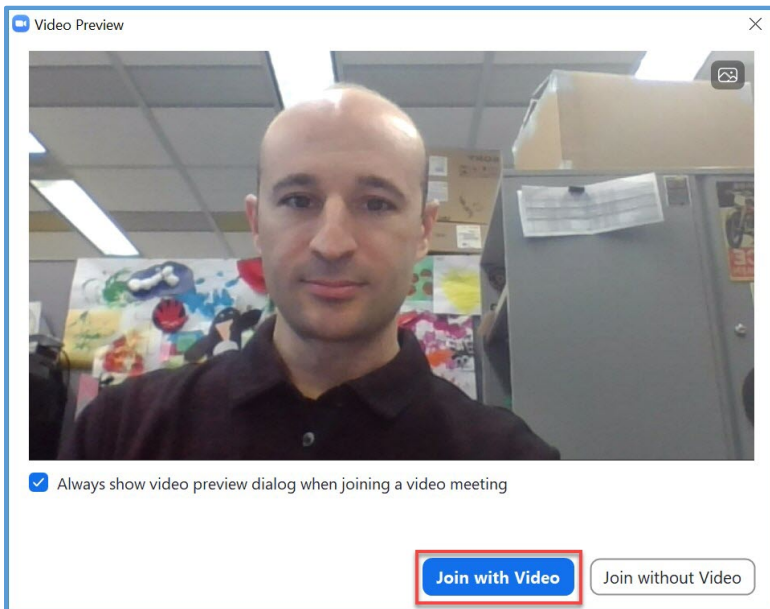 Video Preview
Always show video preview dialog when joining a video meeting
Join with Video
Join without Video